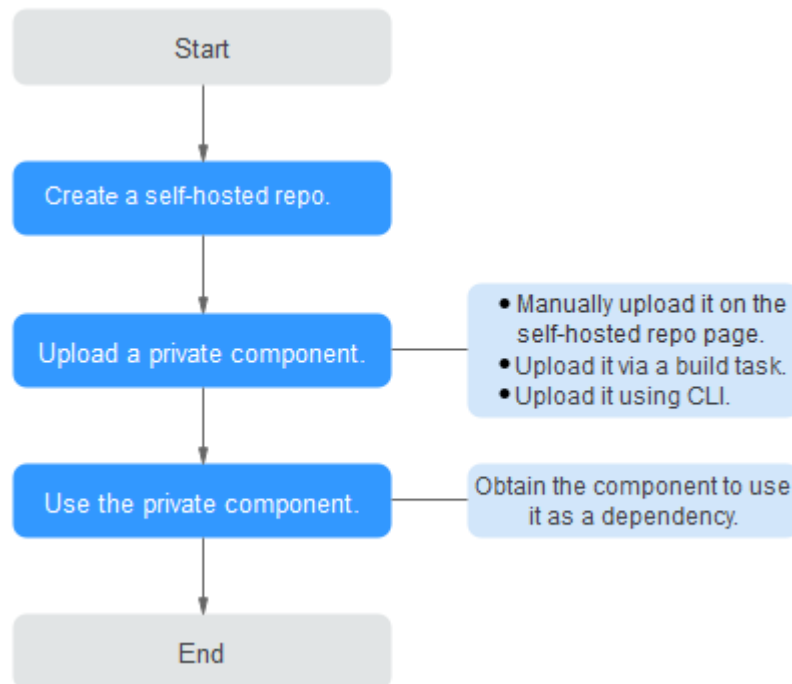 Start
Create a self-hosted repo.
Upload a private component.
● Manually upload it on the
self-hosted repo page.
● Upload it via a build task.
● Upload it using CLI.
Use the private component.
Obtain the component to use
it as a dependency.
End